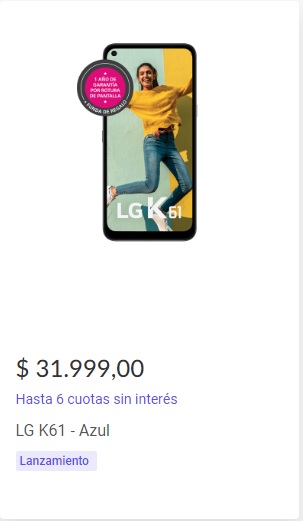 1 AÑO DE
GARANTÍA
POR ROTURA
DE PANTALLA
+ FUNDA DE REGALO
LG K61
$ 31.999,00
Hasta 6 cuotas sin interés
LG K61 - Azul
Lanzamiento